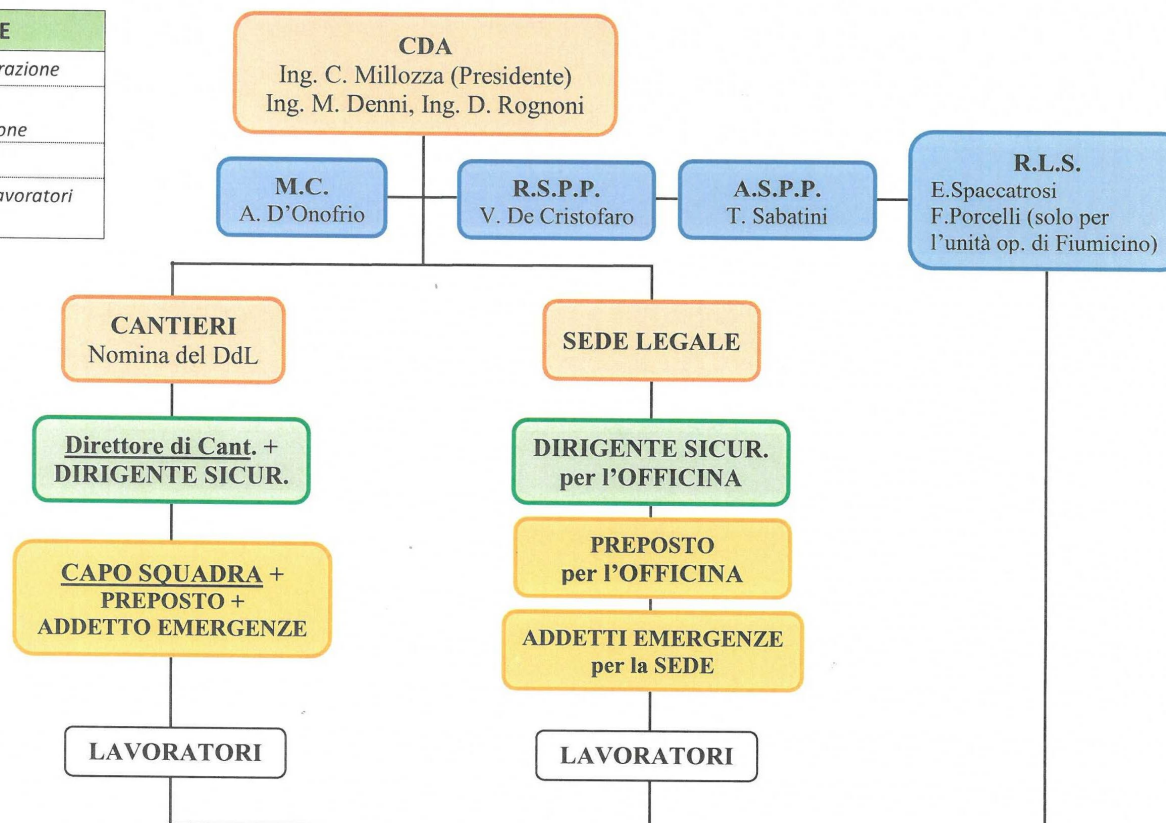 E
razione
one
avoratori
CDA
Ing. C. Millozza (Presidente)
Ing. M. Denni, Ing. D. Rognoni
M.C.
A. D’Onofrio
R.S.P.P.
V. De Cristofaro
A.S.P.P.
T. Sabatini
R.L.S.
E.Spaccatrosi
F.Porcelli (solo per
l’unità op. di Fiumicino)
CANTIERI
Nomina del DdL
SEDE LEGALE
Direttore di Cant. +
DIRIGENTE SICUR.
DIRIGENTE SICUR.
per l’OFFICINA
CAPO SQUADRA +
PREPOSTO +
ADDETTO EMERGENZE
PREPOSTO
per l’OFFICINA
ADDETTI EMERGENZE
per la SEDE
LAVORATORI
LAVORATORI